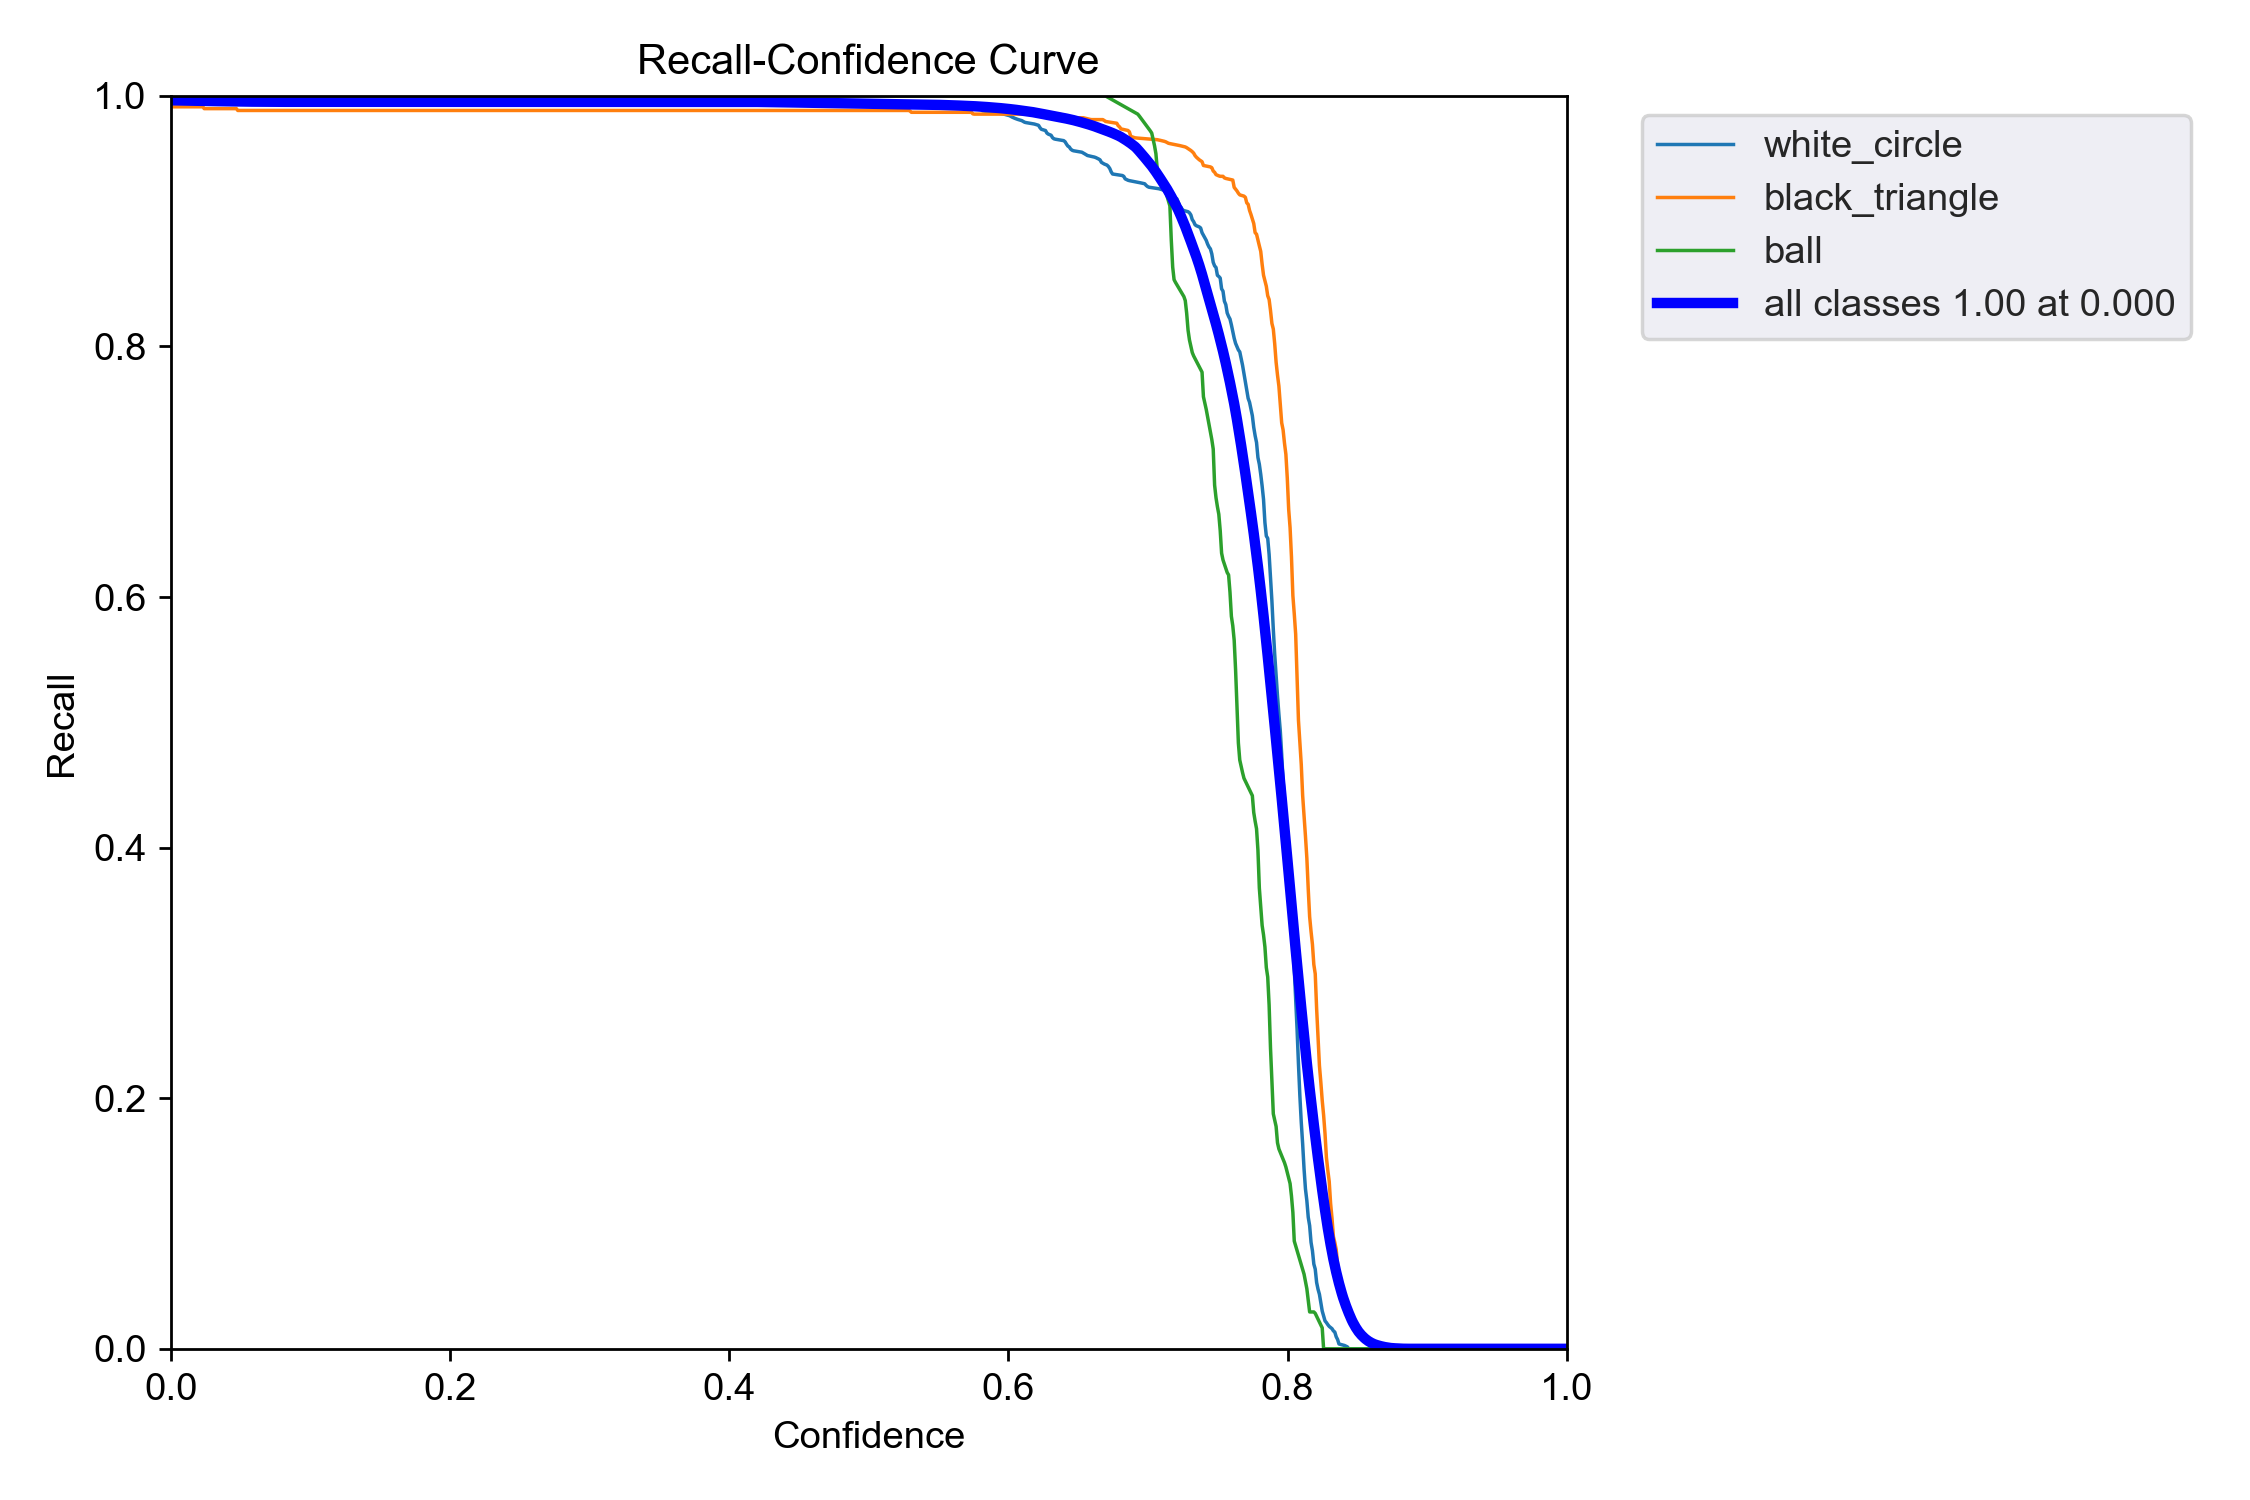 Recall-Confidence Curve
1.0
0.8
0.6
0.4
0.2
0.0
Recall
0.0 0.2 0.4 0.6 0.8 1.0
Confidence
white_circle
black_triangle
ball
all classes 1.00 at 0.000